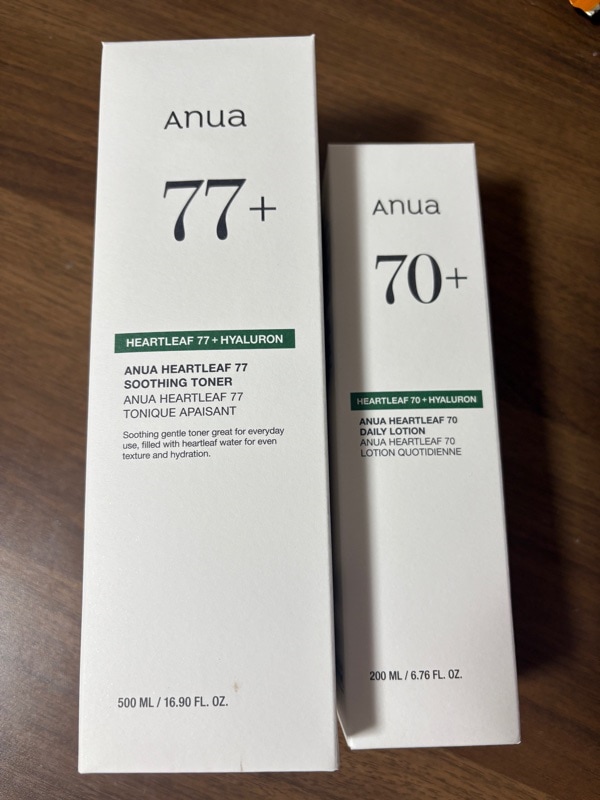 Anua
77+
HEARTLEAF 77 + HYALURON
ANUA HEARTLEAF 77
SOOTHING TONER
ANUA HEARTLEAF 77
TONIQUE APAISANT
Soothing gentle toner great for everyday
use, filled with heartleaf water for even
texture and hydration.
500 ML / 16.90 FL. OZ.
Anua
70+
HEARTLEAF 70 + HYALURON
ANUA HEARTLEAF 70
DAILY LOTION
ANUA HEARTLEAF 70
LOTION QUOTIDIENNE
200 ML / 6.76 FL. OZ.